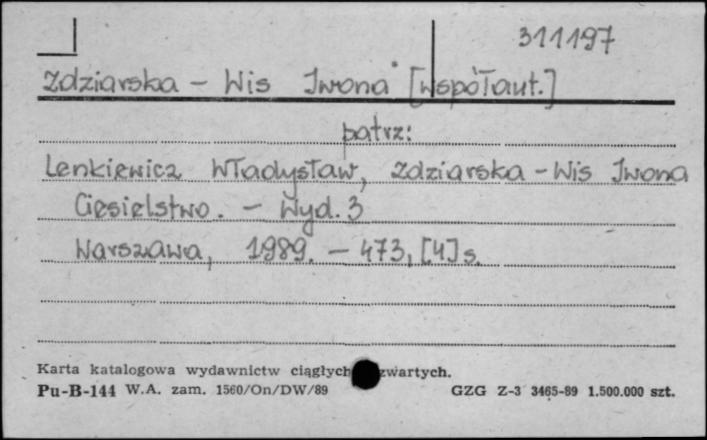 311197
Zdziarska - Wis Iwona [współaut.]
patrz:
Lenkiewicz Władysław, Zdziarska - Wis Iwona
Ciesielstwo. - Wyd. 3
Warszawa, 1989. - 473, [4] s.
Karta katalogowa wydawnictw ciągłych zwartych.
Pu-B-144 W.A. zam. 1560/On/DW/89 GZG Z-3 3465-89 1.500.000 szt.